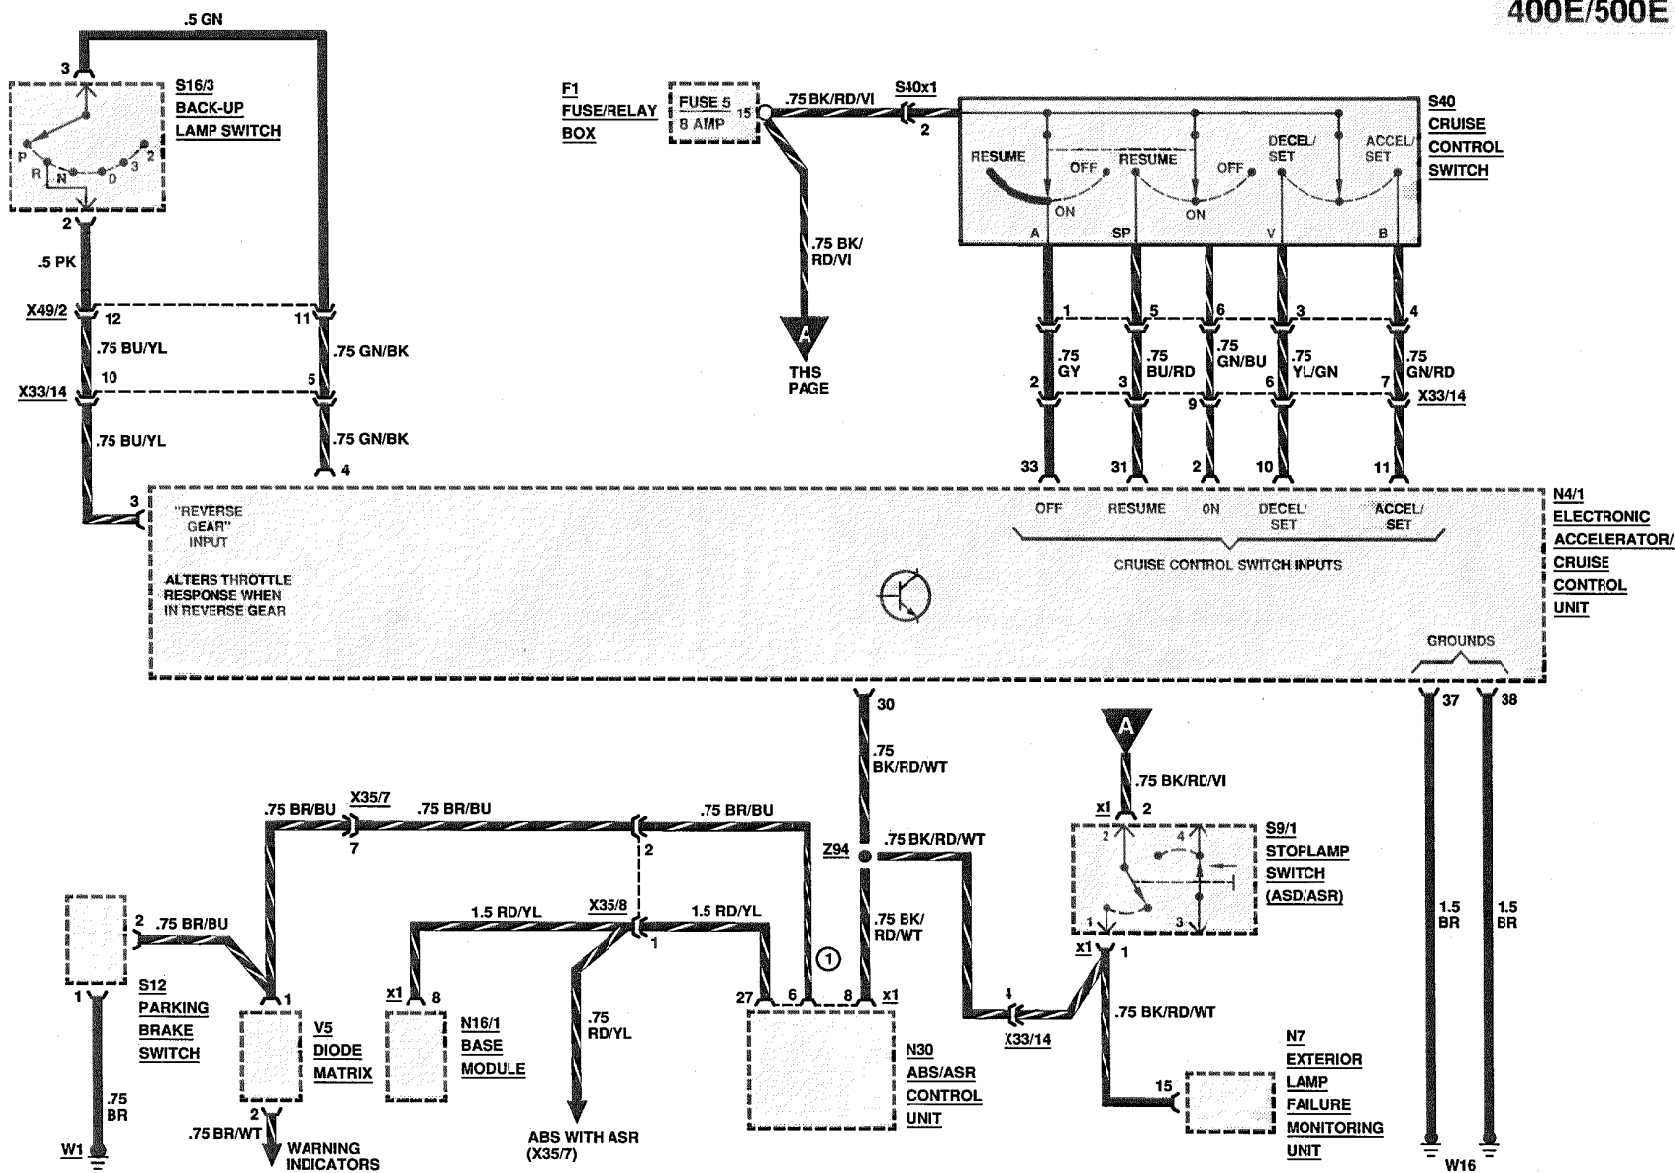 400E/500E
.5 GN
3
S16/3
BACK-UP
LAMP SWITCH
P
R
N
D
3
2
2
.5 PK
X49/2
12
11
.75 BU/YL
.75 GN/BK
10
5
X33/14
.75 BU/YL
.75 GN/BK
4
3
F1
FUSE/RELAY
BOX
FUSE 5
8 AMP
15
.75BK/RD/VI
S40x1
2
.75 BK/
RD/VI
A
THS
PAGE
S40
CRUISE
CONTROL
SWITCH
RESUME
OFF
ON
RESUME
OFF
ON
DECEL/
SET
ACCEL/
SET
A
SP
V
B
1
5
6
3
4
.75
GY
.75
BU/RD
.75
GN/BU
.75
YL/GN
.75
GN/RD
2
3
9
6
7
X33/14
33
31
2
10
11
"REVERSE
GEAR"
INPUT
ALTERS THROTTLE
RESPONSE WHEN
IN REVERSE GEAR
OFF
RESUME
ON
DECEL/
SET
ACCEL/
SET
CRUISE CONTROL SWITCH INPUTS
N4/1
ELECTRONIC
ACCELERATOR/
CRUISE
CONTROL
UNIT
GROUNDS
30
37
38
.75
BK/RD/WT
A
.75 BK/RD/VI
x1
2
2
4
1
3
S9/1
STOPLAMP
SWITCH
(ASD/ASR)
x1
1
.75 BR/BU
X35/7
.75 BR/BU
.75 BR/BU
7
2
Z94
.75 BK/RD/WT
1.5 RD/YL
X35/8
1.5 RD/YL
1
.75 BK/
RD/WT
1.5
BR
1.5
BR
2
.75 BR/BU
1
S12
PARKING
BRAKE
SWITCH
1
V5
DIODE
MATRIX
x1
8
N16/1
BASE
MODULE
.75
RD/YL
27
6
8
x1
1
N30
ABS/ASR
CONTROL
UNIT
4
X33/14
.75 BK/RD/WT
15
N7
EXTERIOR
LAMP
FAILURE
MONITORING
UNIT
.75
BR
W1
2
.75 BR/WT
WARNING
INDICATORS
ABS WITH ASR
(X35/7)
W16